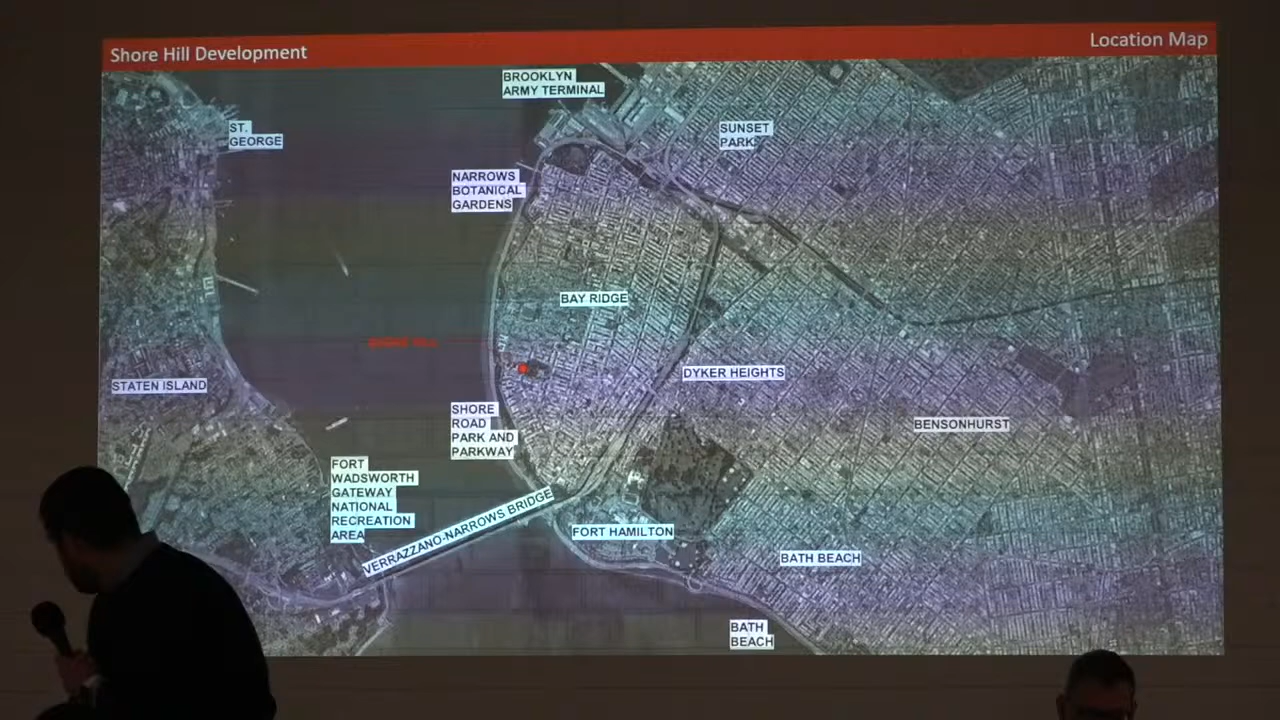 Shore Hill Development
Location Map
BROOKLYN
ARMY TERMINAL
ST.
GEORGE
SUNSET
PARK
NARROWS
BOTANICAL
GARDENS
BAY RIDGE
SHORE HILL
STATEN ISLAND
DYKER HEIGHTS
SHORE
ROAD
PARK AND
PARKWAY
BENSONHURST
FORT
WADSWORTH
GATEWAY
NATIONAL
RECREATION
AREA
VERRAZZANO-NARROWS BRIDGE
FORT HAMILTON
BATH BEACH
BATH
BEACH